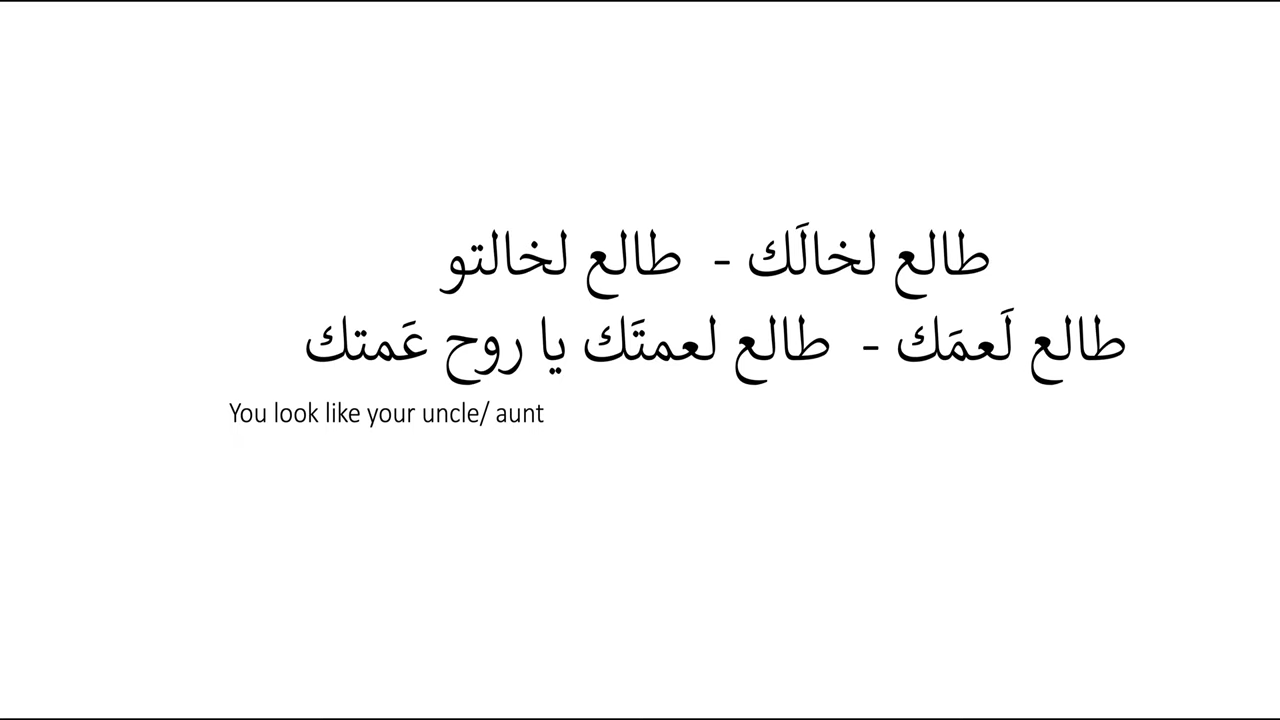 طالع لخالَك - طالع لخالتو
طالع لَعمَك - طالع لعمتَك يا روح عَمتك
You look like your uncle/ aunt